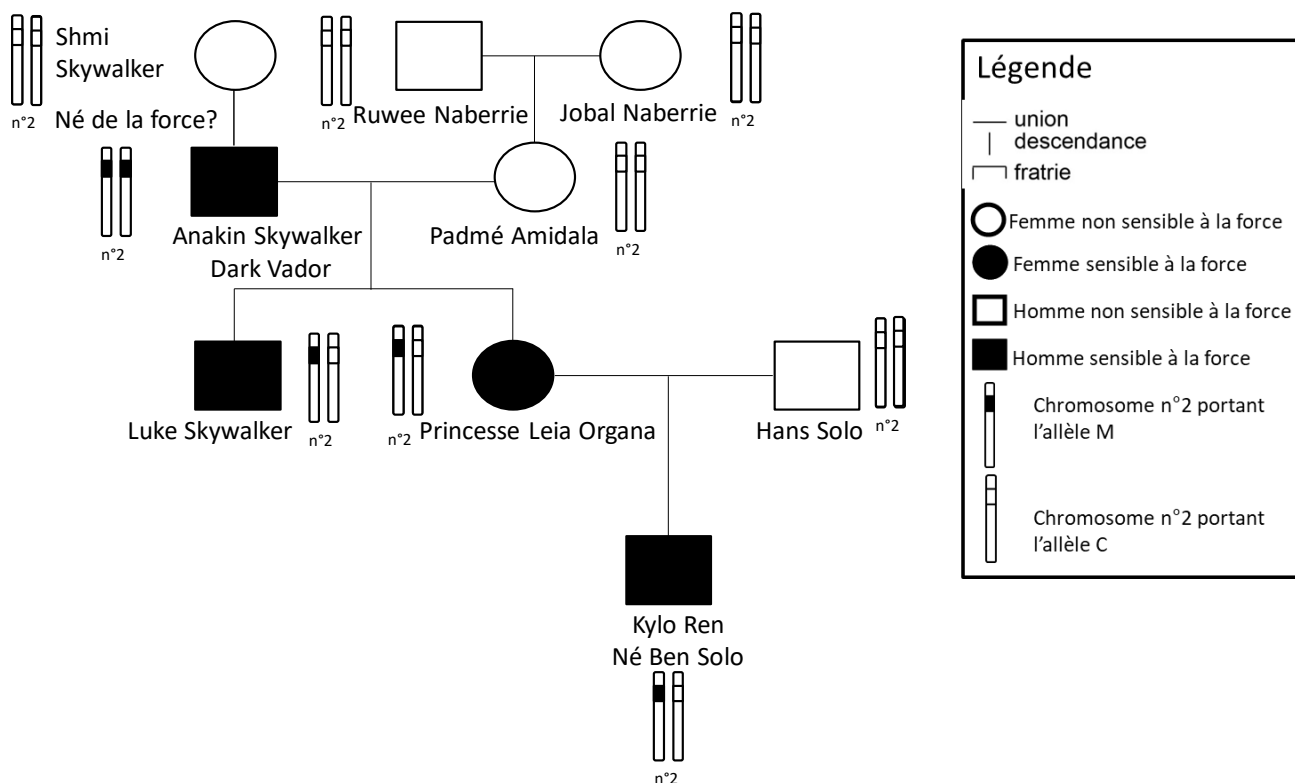 Shmi
Skywalker
n°2
Né de la force?
n°2
Ruwee Naberrie
n°2
Jobal Naberrie
n°2
n°2
Anakin Skywalker
Dark Vador
Padmé Amidala
n°2
Luke Skywalker
n°2
n°2
Princesse Leia Organa
Hans Solo
n°2
Kylo Ren
Né Ben Solo
n°2
Légende
union
descendance
fratrie
Femme non sensible à la force
Femme sensible à la force
Homme non sensible à la force
Homme sensible à la force
Chromosome n°2 portant
l’allèle M
Chromosome n°2 portant
l’allèle C